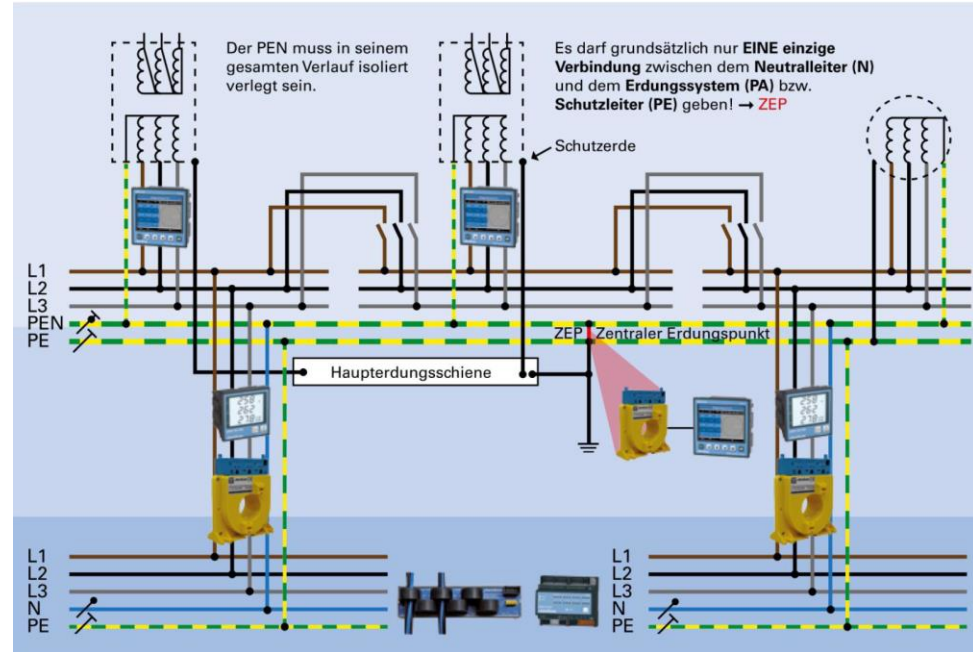 Der PEN muss in seinem
gesamten Verlauf isoliert
verlegt sein.
Es darf grundsätzlich nur EINE einzige
Verbindung zwischen dem Neutralleiter (N)
und dem Erdungssystem (PA) bzw.
Schutzleiter (PE) geben! → ZEP
Schutzerde
L1
L2
L3
PEN
PE
ZEP Zentraler Erdungspunkt
Haupterdungsschiene
L1
L2
L3
N
PE
L1
L2
L3
N
PE